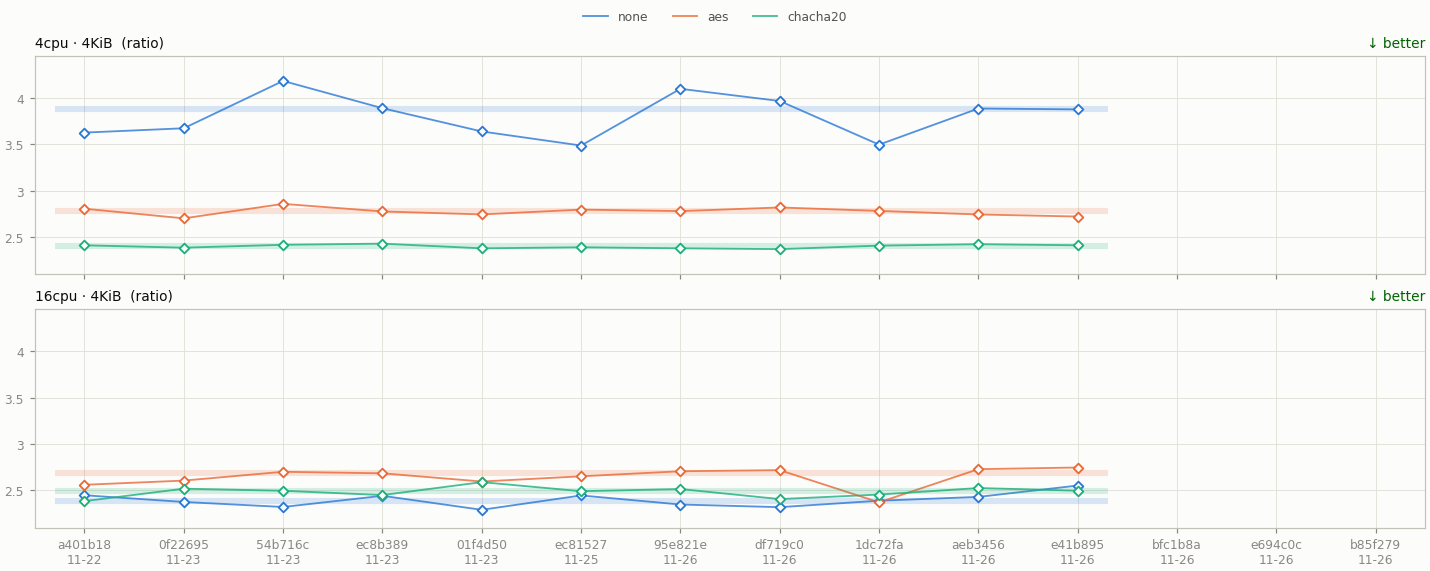 none aes chacha20
4cpu · 4KiB (ratio) ↓ better
4
3.5
3
2.5
16cpu · 4KiB (ratio) ↓ better
4
3.5
3
2.5
a401b18 0f22695 54b716c ec8b389 01f4d50 ec81527 95e821e df719c0 1dc72fa aeb3456 e41b895 bfc1b8a e694c0c b85f279
11-22 11-23 11-23 11-23 11-23 11-25 11-26 11-26 11-26 11-26 11-26 11-26 11-26 11-26